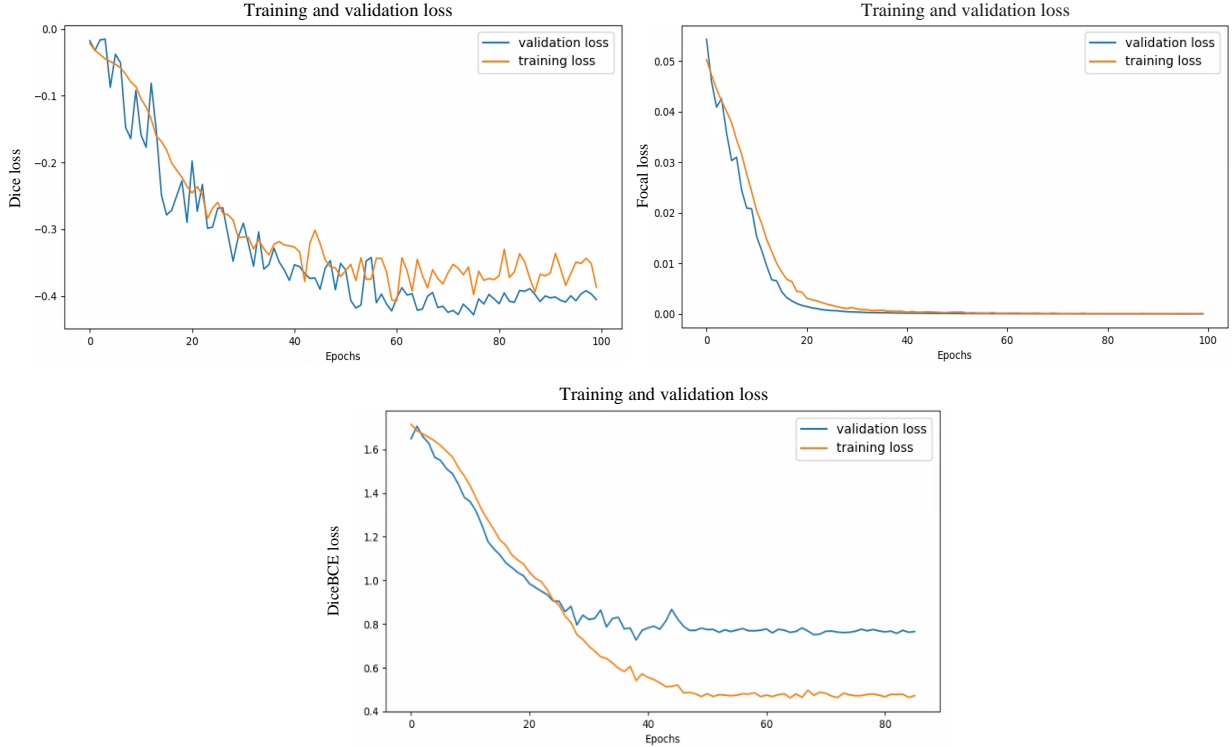 Training and validation loss
validation loss
training loss
Dice loss
0.0
−0.1
−0.2
−0.3
−0.4
0 20 40 60 80 100
Epochs
Training and validation loss
validation loss
training loss
Focal loss
0.05
0.04
0.03
0.02
0.01
0.00
0 20 40 60 80 100
Epochs
Training and validation loss
validation loss
training loss
DiceBCE loss
1.6
1.4
1.2
1.0
0.8
0.6
0.4
0 20 40 60 80
Epochs